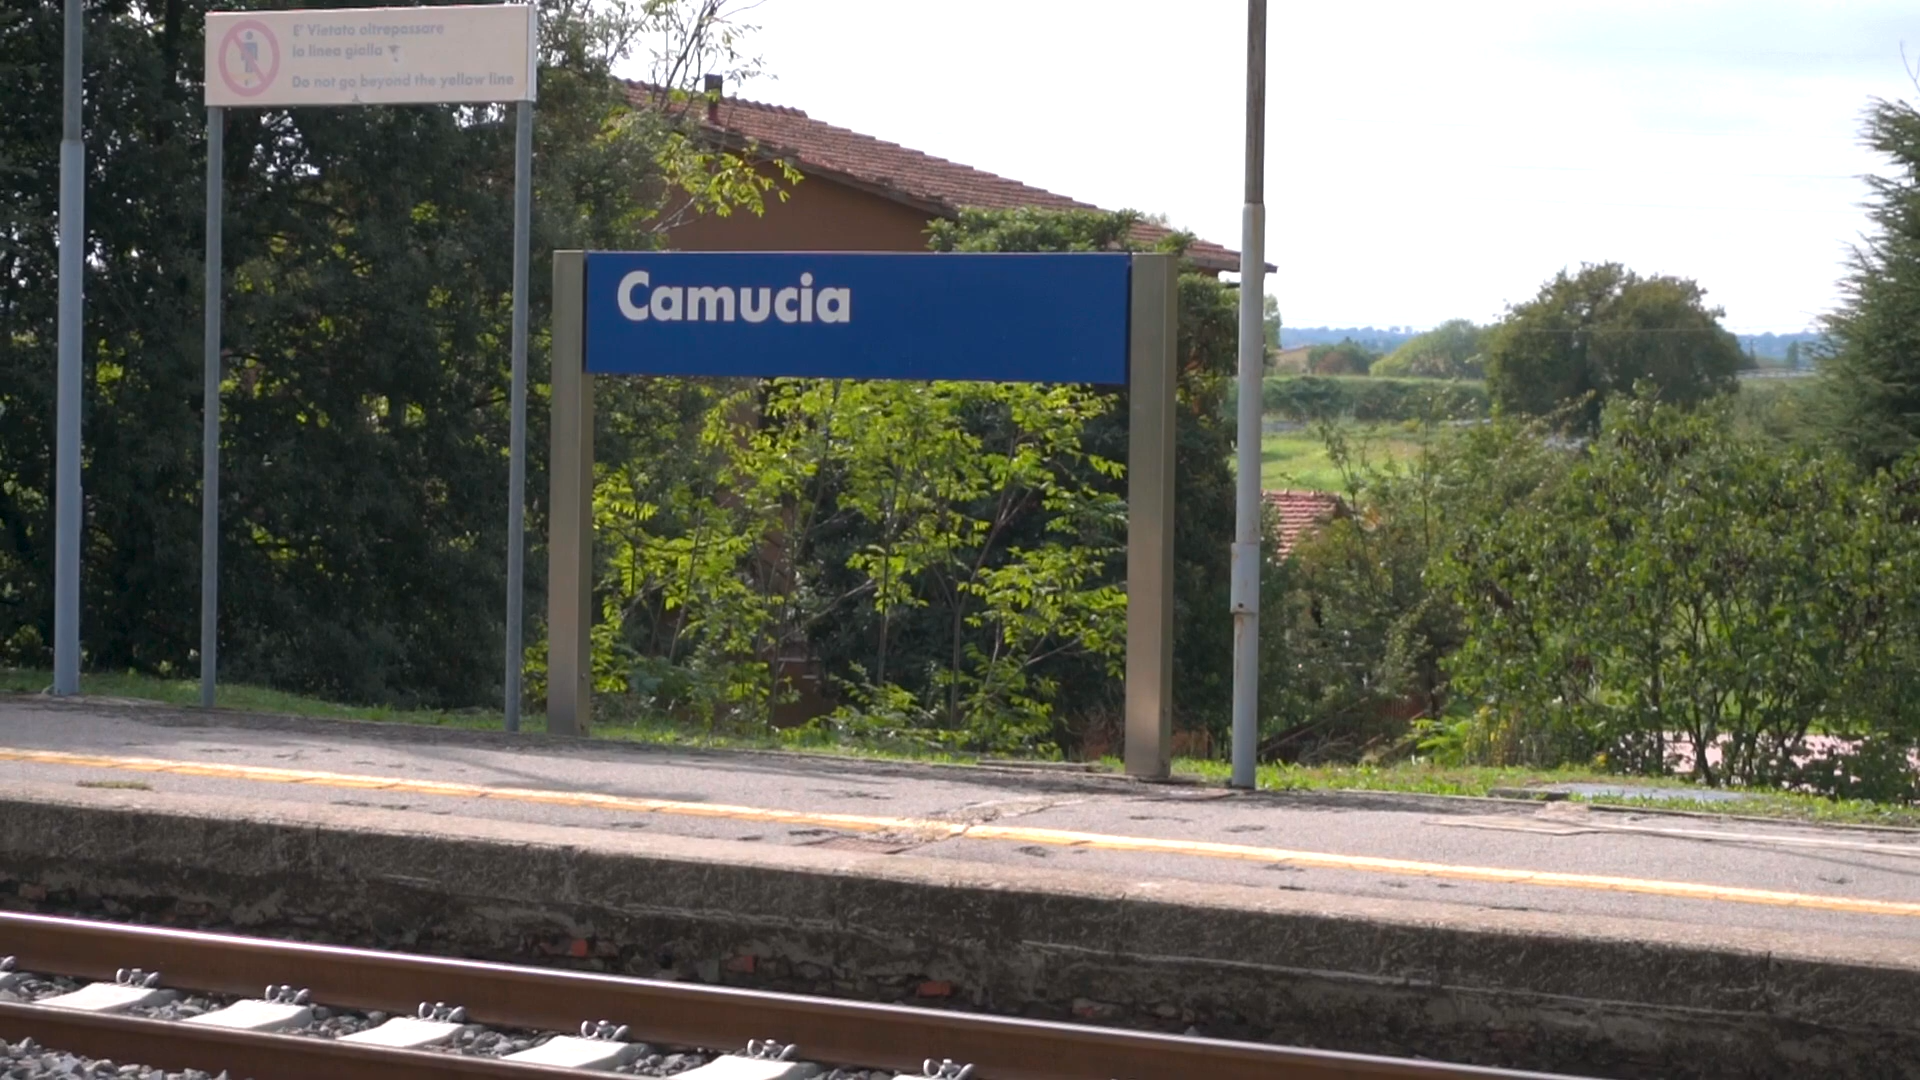 E' Vietato oltrepassare
la linea gialla
Do not go beyond the yellow line
Camucia